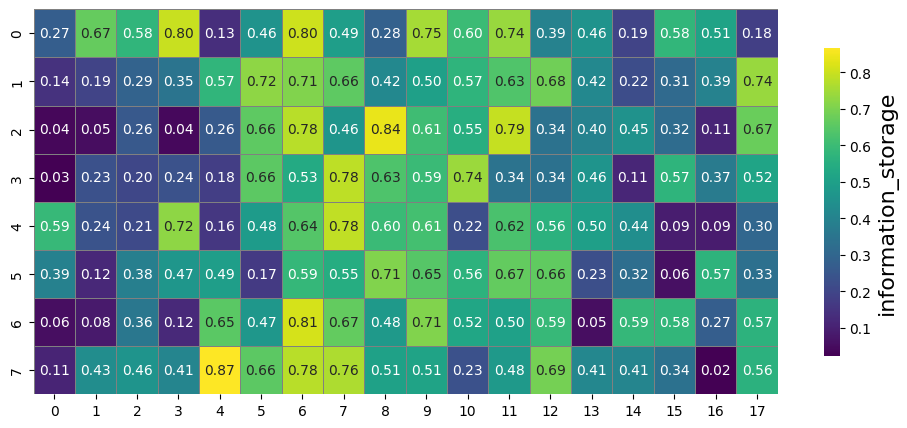 0 0.27 0.67 0.58 0.80 0.13 0.46 0.80 0.49 0.28 0.75 0.60 0.74 0.39 0.46 0.19 0.58 0.51 0.18
1 0.14 0.19 0.29 0.35 0.57 0.72 0.71 0.66 0.42 0.50 0.57 0.63 0.68 0.42 0.22 0.31 0.39 0.74
2 0.04 0.05 0.26 0.04 0.26 0.66 0.78 0.46 0.84 0.61 0.55 0.79 0.34 0.40 0.45 0.32 0.11 0.67
3 0.03 0.23 0.20 0.24 0.18 0.66 0.53 0.78 0.63 0.59 0.74 0.34 0.34 0.46 0.11 0.57 0.37 0.52
4 0.59 0.24 0.21 0.72 0.16 0.48 0.64 0.78 0.60 0.61 0.22 0.62 0.56 0.50 0.44 0.09 0.09 0.30
5 0.39 0.12 0.38 0.47 0.49 0.17 0.59 0.55 0.71 0.65 0.56 0.67 0.66 0.23 0.32 0.06 0.57 0.33
6 0.06 0.08 0.36 0.12 0.65 0.47 0.81 0.67 0.48 0.71 0.52 0.50 0.59 0.05 0.59 0.58 0.27 0.57
7 0.11 0.43 0.46 0.41 0.87 0.66 0.78 0.76 0.51 0.51 0.23 0.48 0.69 0.41 0.41 0.34 0.02 0.56
0 1 2 3 4 5 6 7 8 9 10 11 12 13 14 15 16 17
0.8
0.7
0.6
0.5
0.4
0.3
0.2
0.1
information_storage